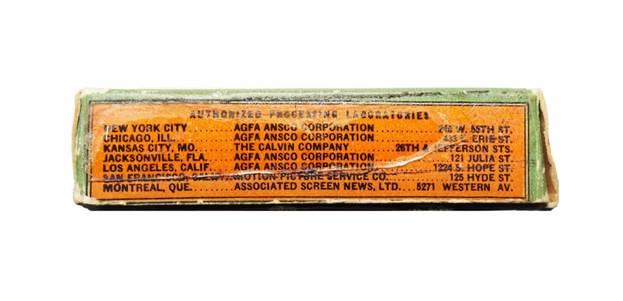 AUTHORIZED PROCESSING LABORATORIES
NEW YORK CITY AGFA ANSCO CORPORATION 245 W. 55TH ST.
CHICAGO, ILL. AGFA ANSCO CORPORATION 433 E. ERIE ST.
KANSAS CITY, MO. THE CALVIN COMPANY 26TH & JEFFERSON STS.
JACKSONVILLE, FLA. AGFA ANSCO CORPORATION 121 JULIA ST.
LOS ANGELES, CALIF. AGFA ANSCO CORPORATION 1224 S. HOPE ST.
SAN FRANCISCO, MOTION PICTURE SERVICE CO. 125 HYDE ST.
MONTREAL, QUE. ASSOCIATED SCREEN NEWS, LTD. 5271 WESTERN AV.